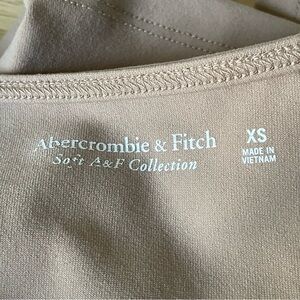 Abercrombie & Fitch
Soft A&F Collection
XS
MADE IN
VIETNAM